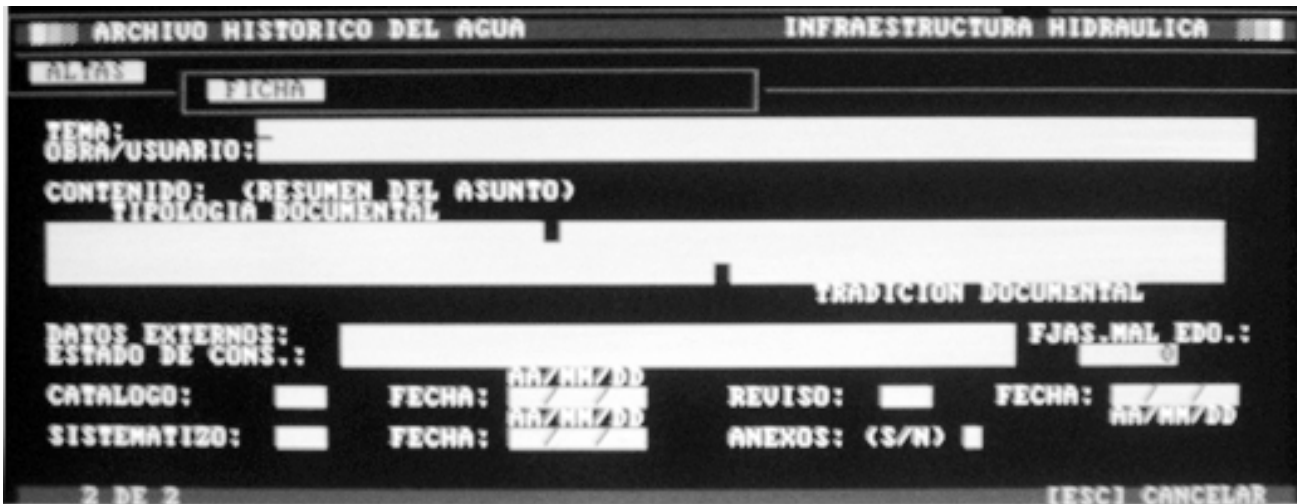 ARCHIVO HISTORICO DEL AGUA INFRAESTRUCTURA HIDRAULICA
ALTAS
FICHA
TEMA:
OBRA/USUARIO:
CONTENIDO: (RESUMEN DEL ASUNTO)
TIPOLOGIA DOCUMENTAL
TRADICION DOCUMENTAL
DATOS EXTERNOS: FJAS.MAL EDO.:
ESTADO DE CONS.: 0
AA/MM/DD
CATALOGO: FECHA: / / REVISO: FECHA: / /
AA/MM/DD AA/MM/DD
SISTEMATIZO: FECHA: / / ANEXOS: (S/N)
2 DE 2 [ESC] CANCELAR